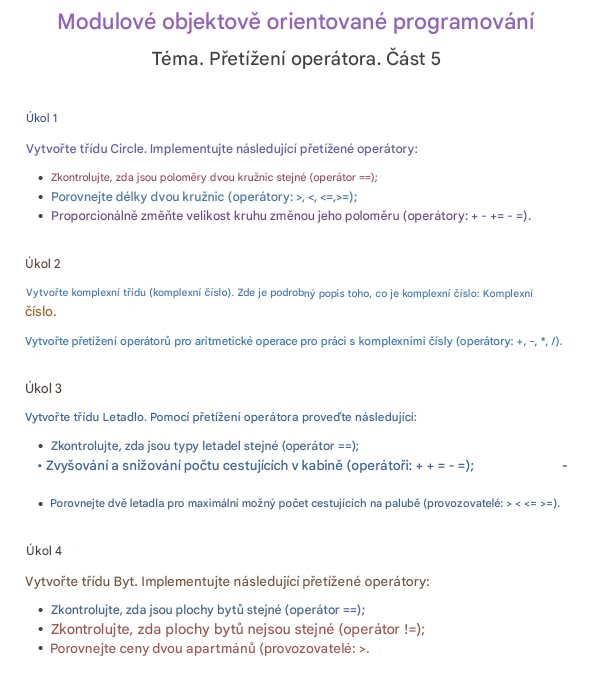 Modulové objektově orientované programování
Téma. Přetížení operátora. Část 5
Úkol 1
Vytvořte třídu Circle. Implementujte následující přetížené operátory:
• Zkontrolujte, zda jsou poloměry dvou kružnic stejné (operátor ==);
• Porovnejte délky dvou kružnic (operátory: >, <, <=,>=);
• Proporcionálně změňte velikost kruhu změnou jeho poloměru (operátory: + - += - =).
Úkol 2
Vytvořte komplexní třídu (komplexní číslo). Zde je podrobný popis toho, co je komplexní číslo: Komplexní
číslo.
Vytvořte přetížení operátorů pro aritmetické operace pro práci s komplexními čísly (operátory: +, -, *, /).
Úkol 3
Vytvořte třídu Letadlo. Pomocí přetížení operátora proveďte následující:
• Zkontrolujte, zda jsou typy letadel stejné (operátor ==);
• Zvyšování a snižování počtu cestujících v kabině (operátoři: + + = - =); -
• Porovnejte dvě letadla pro maximální možný počet cestujících na palubě (provozovatelé: > < <= >=).
Úkol 4
Vytvořte třídu Byt. Implementujte následující přetížené operátory:
• Zkontrolujte, zda jsou plochy bytů stejné (operátor ==);
• Zkontrolujte, zda plochy bytů nejsou stejné (operátor !=);
• Porovnejte ceny dvou apartmánů (provozovatelé: >.